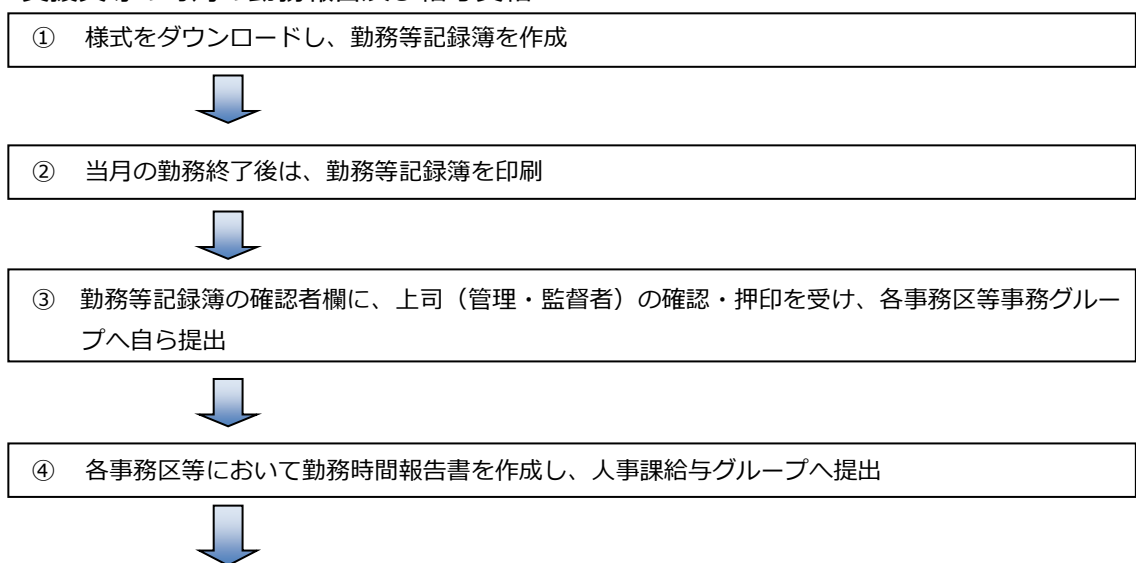 ① 様式をダウンロードし、勤務等記録簿を作成
② 当月の勤務終了後は、勤務等記録簿を印刷
③ 勤務等記録簿の確認者欄に、上司（管理・監督者）の確認・押印を受け、各事務区等事務グルー
プへ自ら提出
④ 各事務区等において勤務時間報告書を作成し、人事課給与グループへ提出